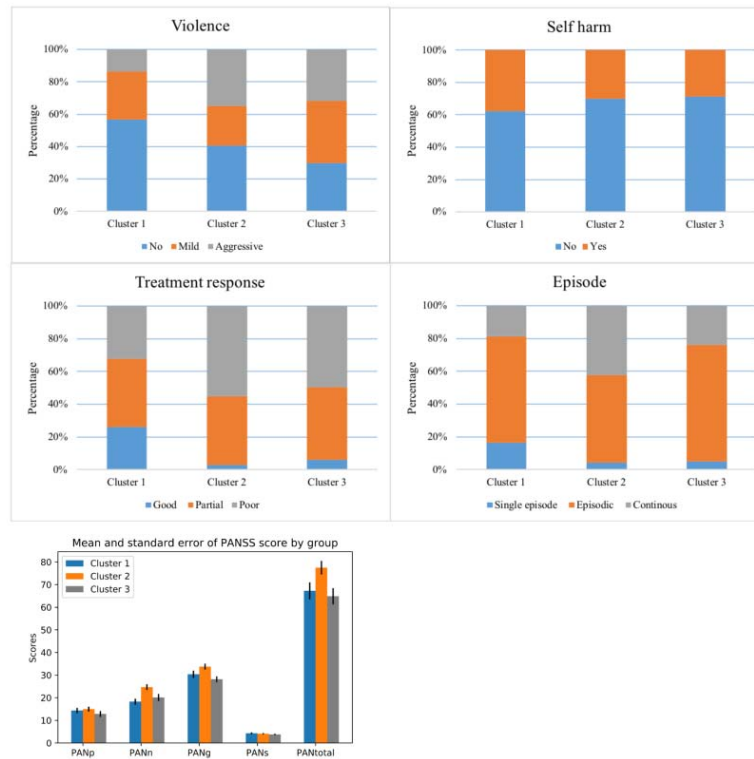 Violence
100%
80%
60%
40%
20%
0%
Percentage
Cluster 1 Cluster 2 Cluster 3
No Mild Aggressive
Self harm
100%
80%
60%
40%
20%
0%
Percentage
Cluster 1 Cluster 2 Cluster 3
No Yes
Treatment response
100%
80%
60%
40%
20%
0%
Percentage
Cluster 1 Cluster 2 Cluster 3
Good Partial Poor
Episode
100%
80%
60%
40%
20%
0%
Percentage
Cluster 1 Cluster 2 Cluster 3
Single episode Episodic Continous
Mean and standard error of PANSS score by group
Cluster 1
Cluster 2
Cluster 3
80
70
60
50
40
30
20
10
0
Scores
PANp PANn PANg PANs PANtotal